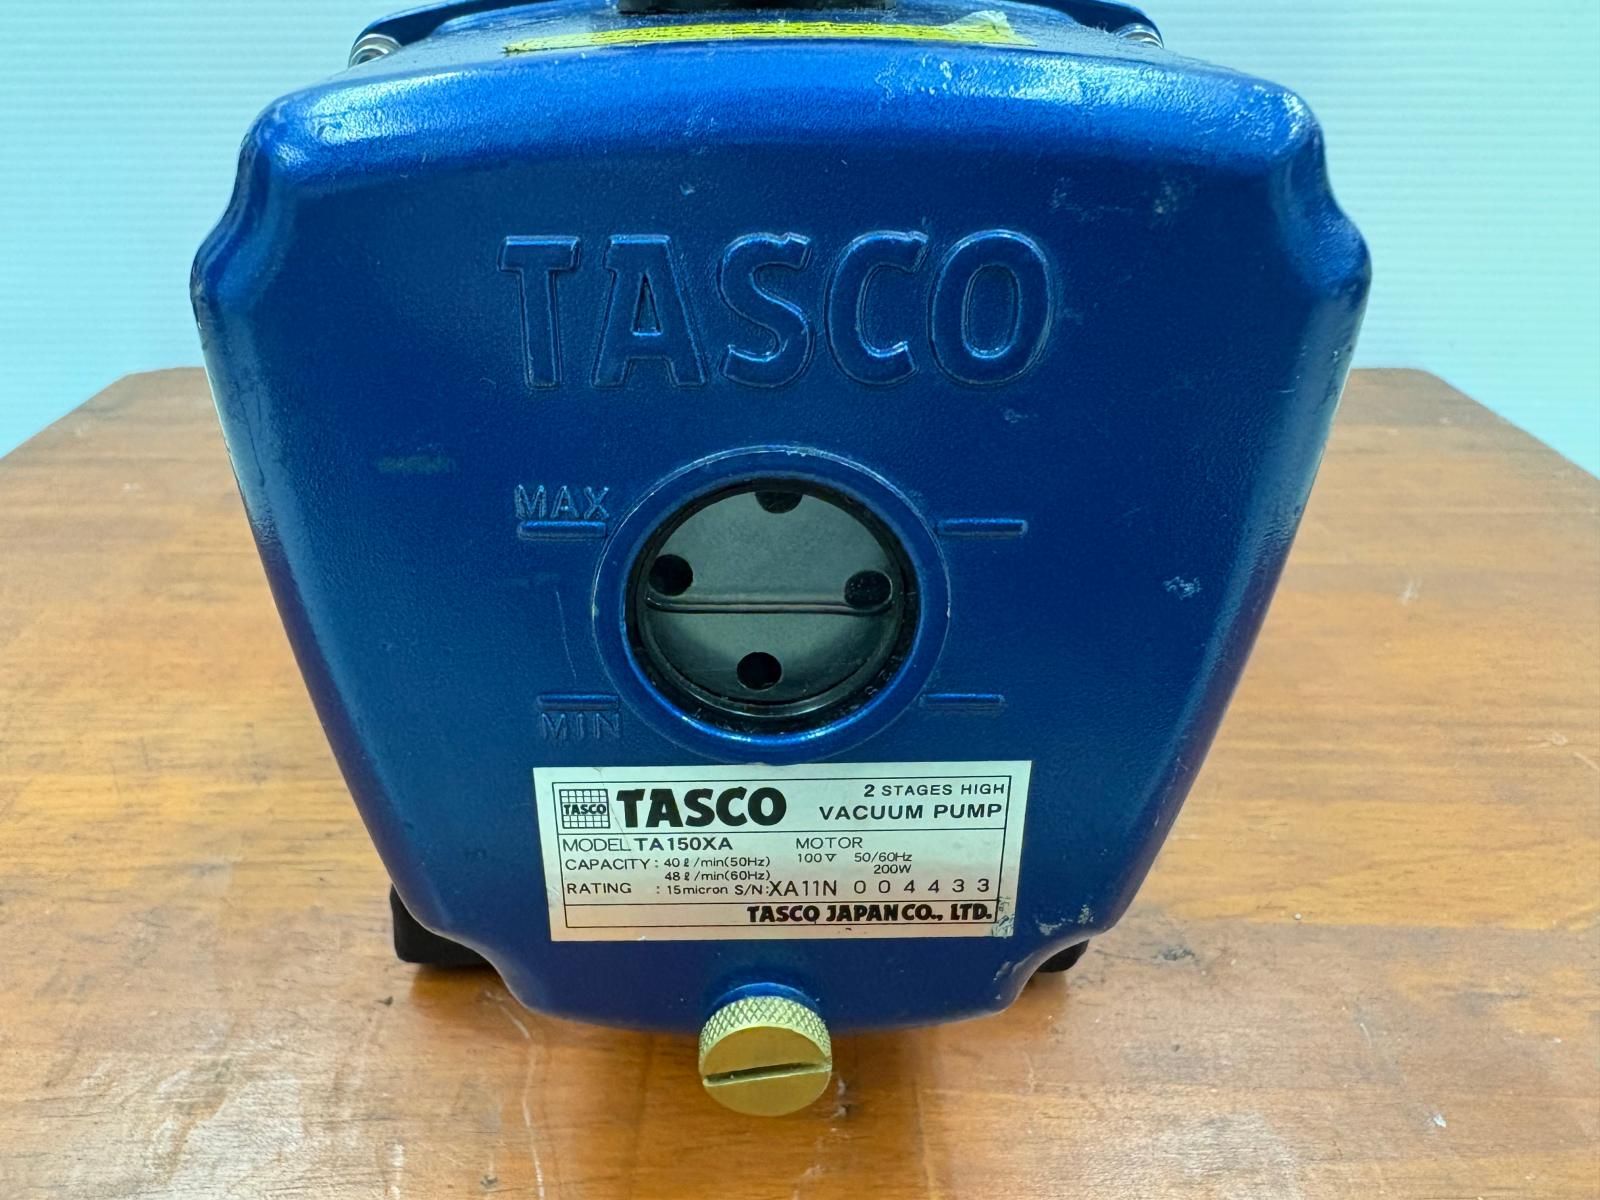 TASCO
MAX
MIN
TASCO TASCO 2 STAGES HIGH
VACUUM PUMP
MODEL TA150XA MOTOR
CAPACITY : 40ℓ/min(50Hz) 100V 50/60Hz
48ℓ/min(60Hz) 200W
RATING : 15micron S/N:XA11N 004433
TASCO JAPAN CO., LTD.